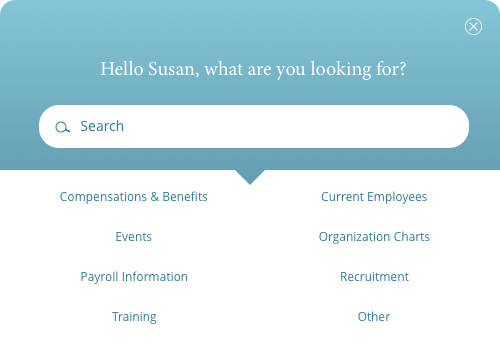 Hello Susan, what are you looking for?
Search
Compensations & Benefits
Current Employees
Events
Organization Charts
Payroll Information
Recruitment
Training
Other